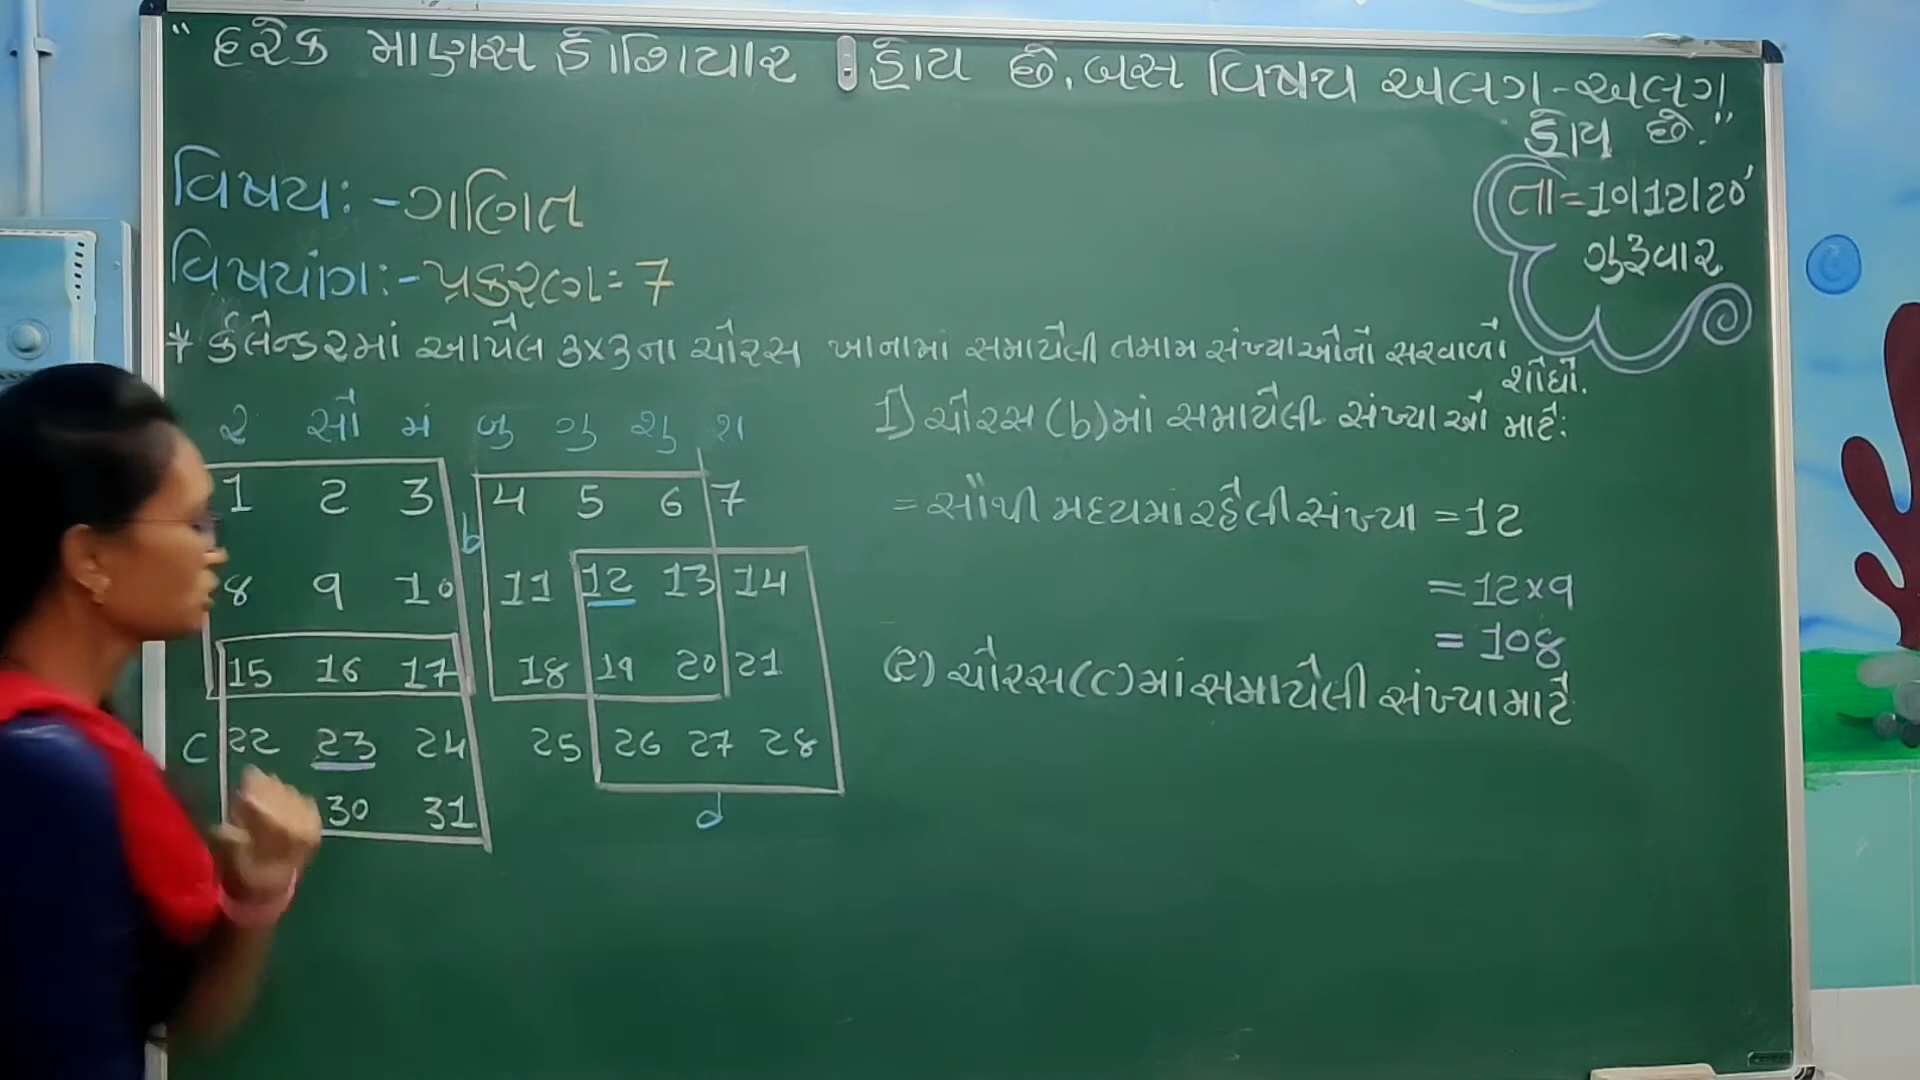 “ દરેક માણસ હોંશિયાર હોય છે, બસ વિષય અલગ-અલગ
હોય છે.”
તા=10/12/20'
ગુરૂવાર
વિષય:-ગણિત
વિષયાંગ:-પ્રકરણ=7
* કેલેન્ડરમાં આપેલ ૩x૩ના ચોરસ ખાનામાં સમાયેલી તમામ સંખ્યાઓનો સરવાળો
શોધો.
ર સો મં બુ ગુ શુ શ
1 2 3 4 5 6 7
b
8 9 10 11 12 13 14
15 16 17 18 19 20 21
C 22 23 24 25 26 27 28
30 31
d
1) ચોરસ (b)માં સમાયેલી સંખ્યાઓ માટે:
= સૌથી મધ્યમાં રહેલી સંખ્યા = 12
= 12x9
= 108
(૨) ચોરસ(c)માં સમાયેલી સંખ્યામાટે